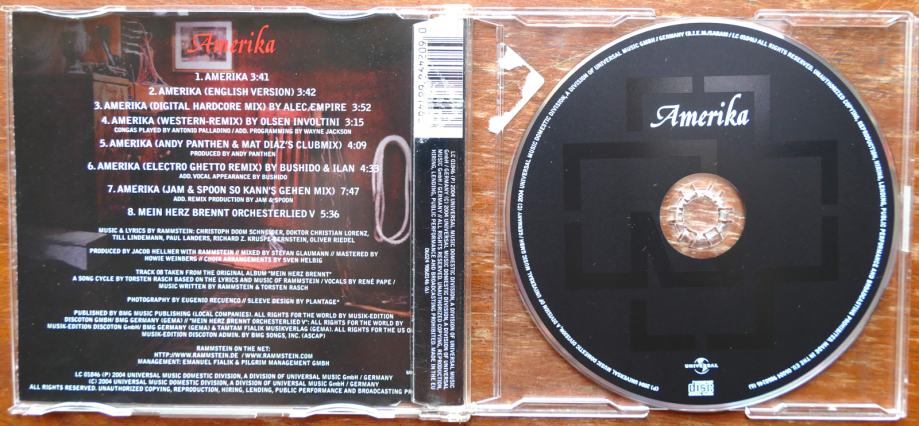 Amerika
1. AMERIKA 3:41
2. AMERIKA (ENGLISH VERSION) 3:42
3. AMERIKA (DIGITAL HARDCORE MIX) BY ALEC EMPIRE 3:52
4. AMERIKA (WESTERN-REMIX) BY OLSEN INVOLTINI 3:15
CONGAS PLAYED BY ANTONIO PALLADINO / ADD. PROGRAMMING BY WAYNE JACKSON
5. AMERIKA (ANDY PANTHEN & MAT DIAZ'S CLUBMIX) 4:09
PRODUCED BY ANDY PANTHEN
6. AMERIKA (ELECTRO GHETTO REMIX) BY BUSHIDO & ILAN 4:33
ADD. VOCAL APPEARANCE BY BUSHIDO
7. AMERIKA (JAM & SPOON SO KANN'S GEHEN MIX) 7:47
ADD. REMIX PRODUCTION BY JAM & SPOON
8. MEIN HERZ BRENNT ORCHESTERLIED V 5:36
MUSIC & LYRICS BY RAMMSTEIN: CHRISTOPH DOOM SCHNEIDER, DOKTOR CHRISTIAN LORENZ,
TILL LINDEMANN, PAUL LANDERS, RICHARD Z. KRUSPE-BERNSTEIN, OLIVER RIEDEL
PRODUCED BY JACOB HELLNER WITH RAMMSTEIN / MIXED BY STEFAN GLAUMANN // MASTERED BY
HOWIE WEINBERG // CHOIR ARRANGEMENTS BY SVEN HELBIG
TRACK 08 TAKEN FROM THE ORIGINAL ALBUM "MEIN HERZ BRENNT"
A SONG CYCLE BY TORSTEN RASCH BASED ON THE LYRICS AND MUSIC OF RAMMSTEIN / VOCALS BY RENÉ PAPE /
MUSIC WRITTEN BY RAMMSTEIN & TORSTEN RASCH
PHOTOGRAPHY BY EUGENIO RECUENCO // SLEEVE DESIGN BY PLANTAGE*
PUBLISHED BY BMG MUSIC PUBLISHING (LOCAL COMPANIES). ALL RIGHTS FOR THE WORLD BY MUSIK-EDITION
DISCOTON GMBH/ BMG GERMANY (GEMA) // "MEIN HERZ BRENNT ORCHESTERLIED V": ALL RIGHTS FOR THE WORLD BY
MUSIK-EDITION DISCOTON GmbH/ BMG GERMANY (GEMA) & TAMTAM FIALIK MUSIKVERLAG (GEMA). ALL RIGHTS FOR THE US
MUSIK-EDITION DISCOTON ADMIN. BY BMG SONGS, INC. (ASCAP)
RAMMSTEIN ON THE NET:
HTTP://WWW.RAMMSTEIN.DE / WWW.RAMMSTEIN.COM
MANAGEMENT: EMANUEL FIALIK & PILGRIM MANAGEMENT GMBH
LC 01846 (P) 2004 UNIVERSAL MUSIC DOMESTIC DIVISION, A DIVISION OF UNIVERSAL MUSIC GmbH / GERMANY
(C) 2004 UNIVERSAL MUSIC DOMESTIC DIVISION, A DIVISION OF UNIVERSAL MUSIC GmbH / GERMANY
ALL RIGHTS RESERVED. UNAUTHORIZED COPYING, REPRODUCTION, HIRING, LENDING, PUBLIC PERFORMANCE AND BROADCASTING
Amerika
UNIVERSAL